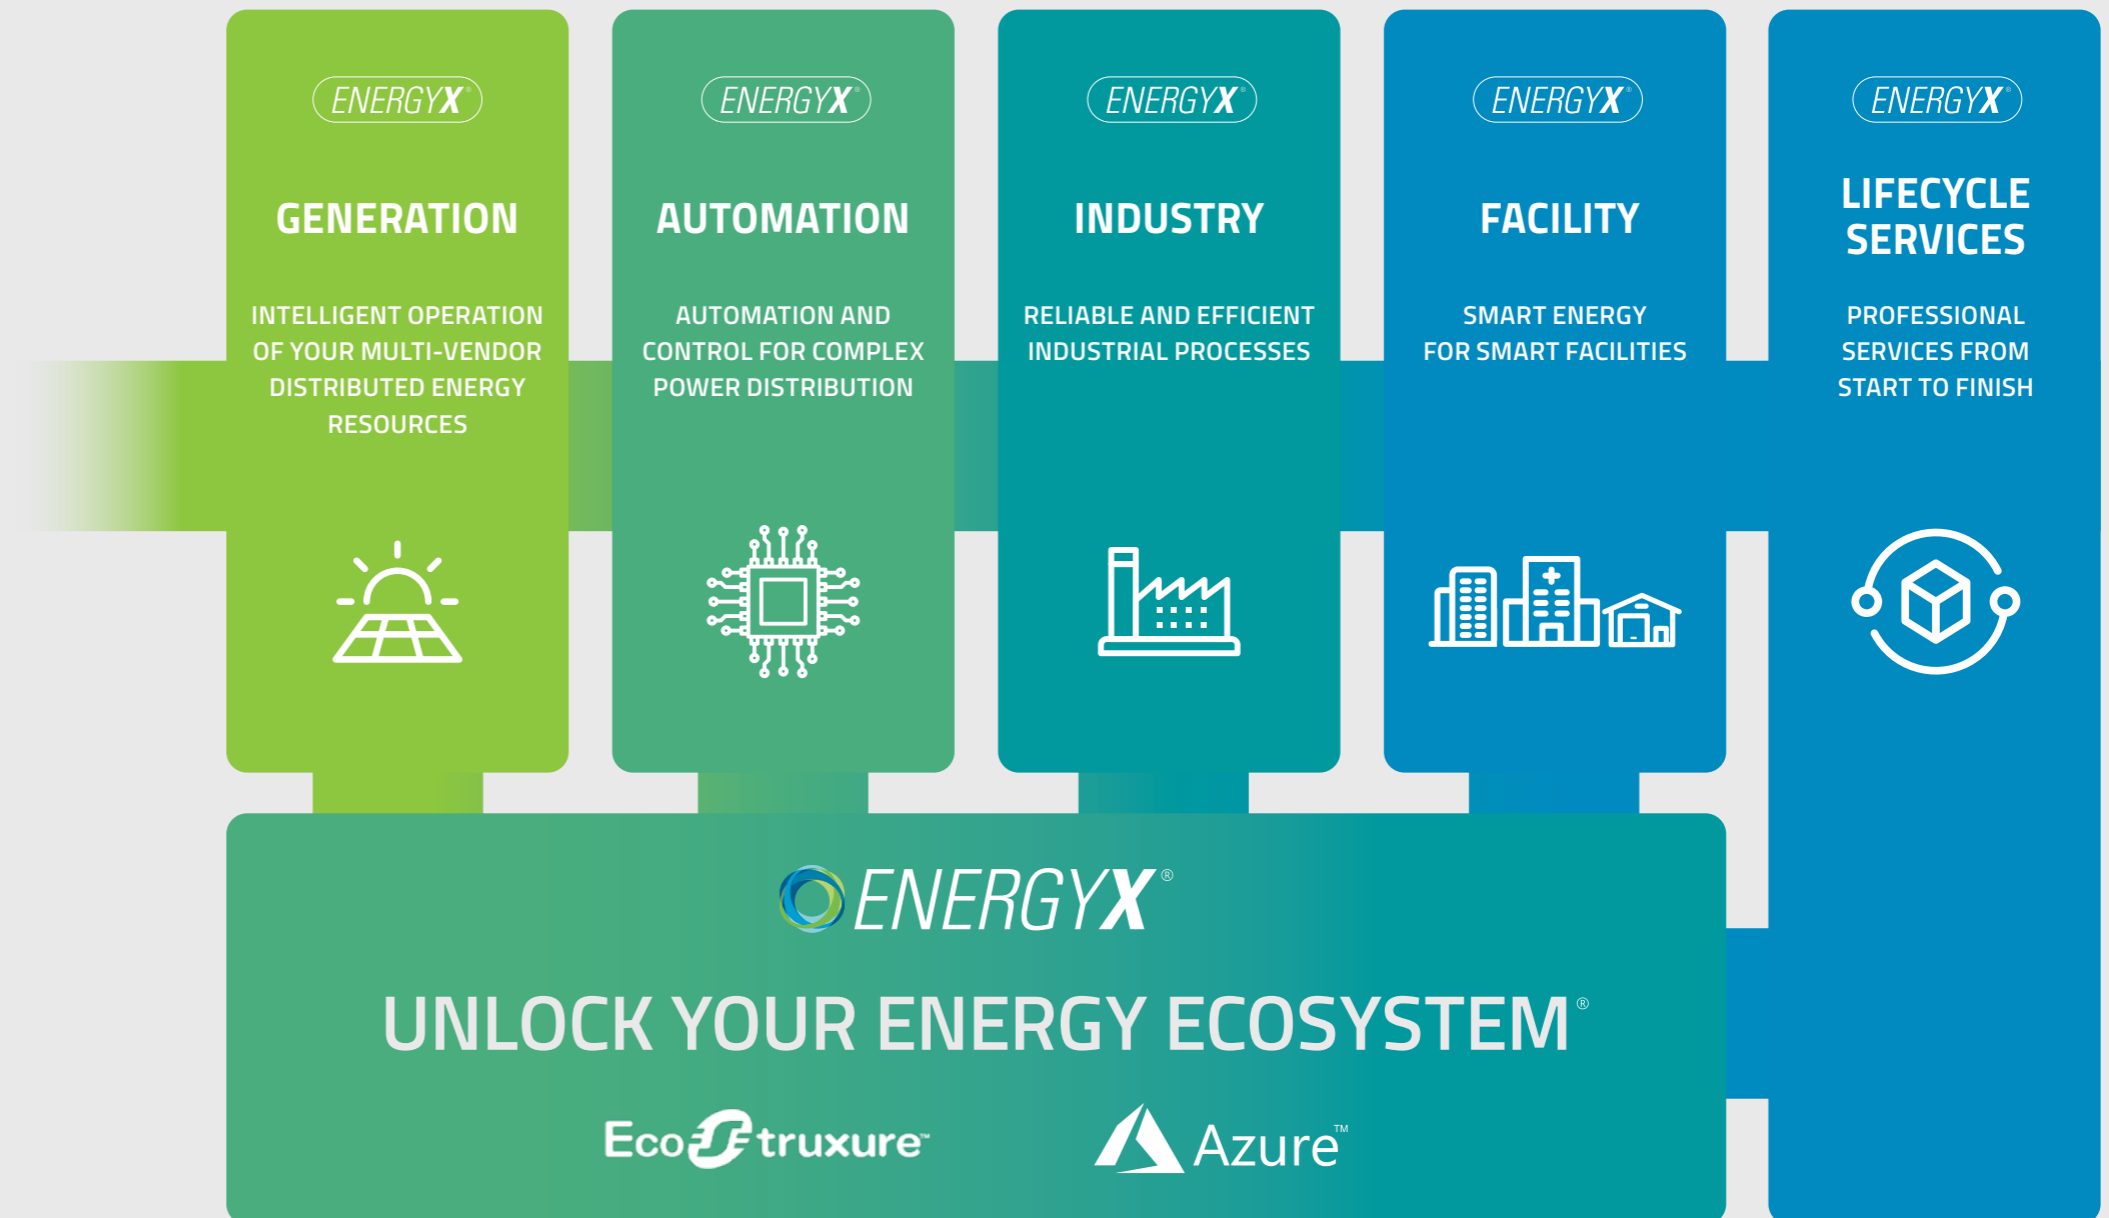 ENERGYX®
GENERATION
INTELLIGENT OPERATION
OF YOUR MULTI-VENDOR
DISTRIBUTED ENERGY
RESOURCES
ENERGYX®
AUTOMATION
AUTOMATION AND
CONTROL FOR COMPLEX
POWER DISTRIBUTION
ENERGYX®
INDUSTRY
RELIABLE AND EFFICIENT
INDUSTRIAL PROCESSES
ENERGYX®
FACILITY
SMART ENERGY
FOR SMART FACILITIES
ENERGYX®
LIFECYCLE
SERVICES
PROFESSIONAL
SERVICES FROM
START TO FINISH
ENERGYX®
UNLOCK YOUR ENERGY ECOSYSTEM®
EcoStruxure™
Azure™